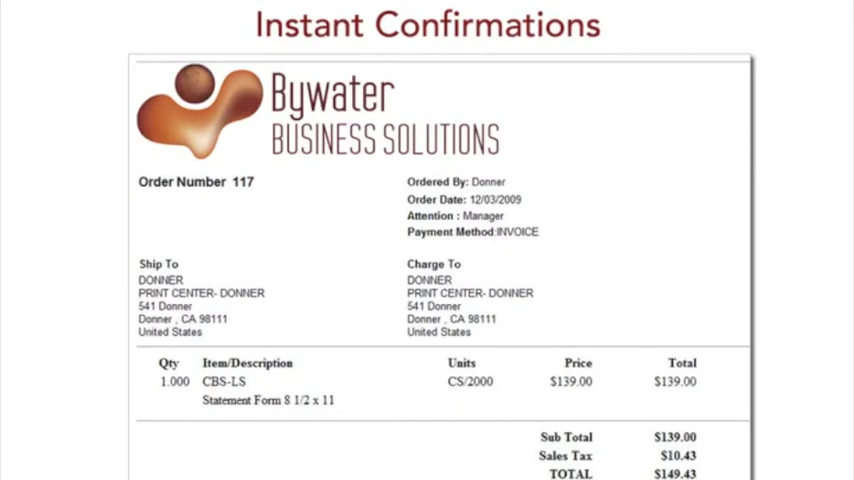 Instant Confirmations
Bywater
BUSINESS SOLUTIONS
Order Number 117
Ordered By: Donner
Order Date: 12/03/2009
Attention : Manager
Payment Method:INVOICE
Ship To
DONNER
PRINT CENTER- DONNER
541 Donner
Donner , CA 98111
United States
Charge To
DONNER
PRINT CENTER- DONNER
541 Donner
Donner , CA 98111
United States
Qty Item/Description Units Price Total
1.000 CBS-LS CS/2000 $139.00 $139.00
Statement Form 8 1/2 x 11
Sub Total $139.00
Sales Tax $10.43
TOTAL $149.43